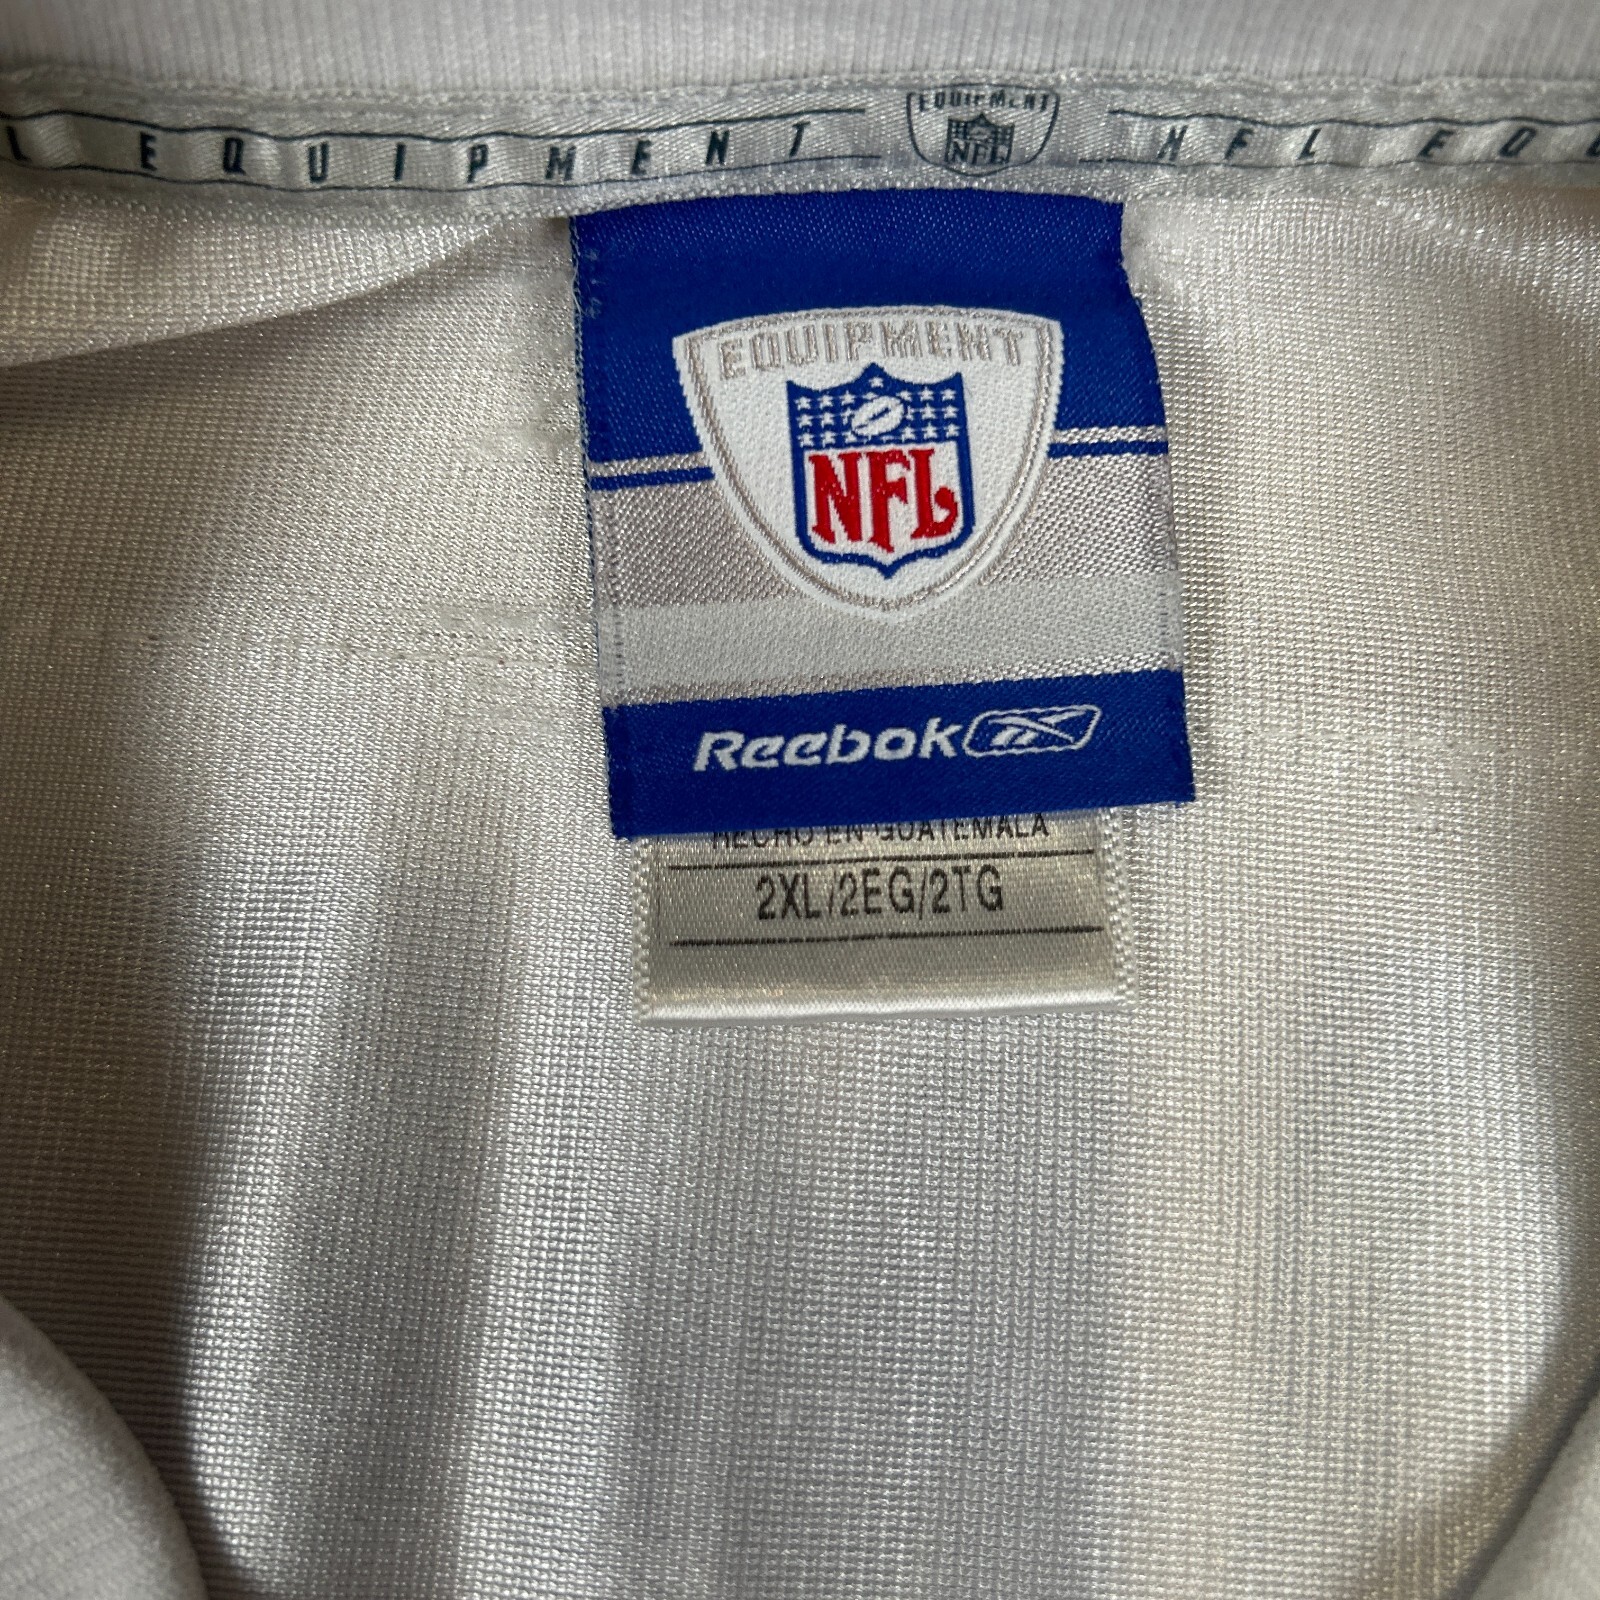 L EQUIPMENT
EQUIPMENT
NFL
NFL EQU
EQUIPMENT
NFL
Reebok
HECHO EN GUATEMALA
2XL/2EG/2TG